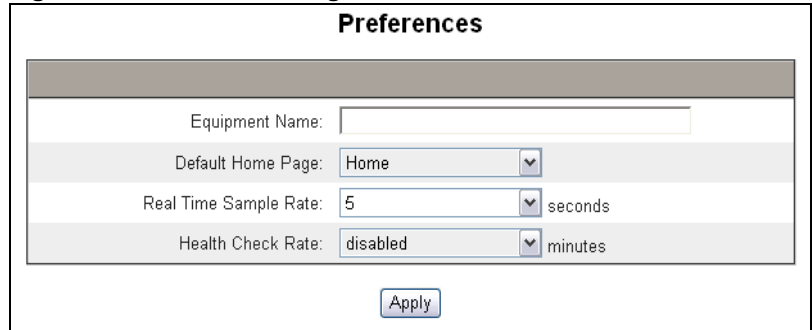 Preferences
Equipment Name:
Default Home Page: Home
Real Time Sample Rate: 5 seconds
Health Check Rate: disabled minutes
Apply